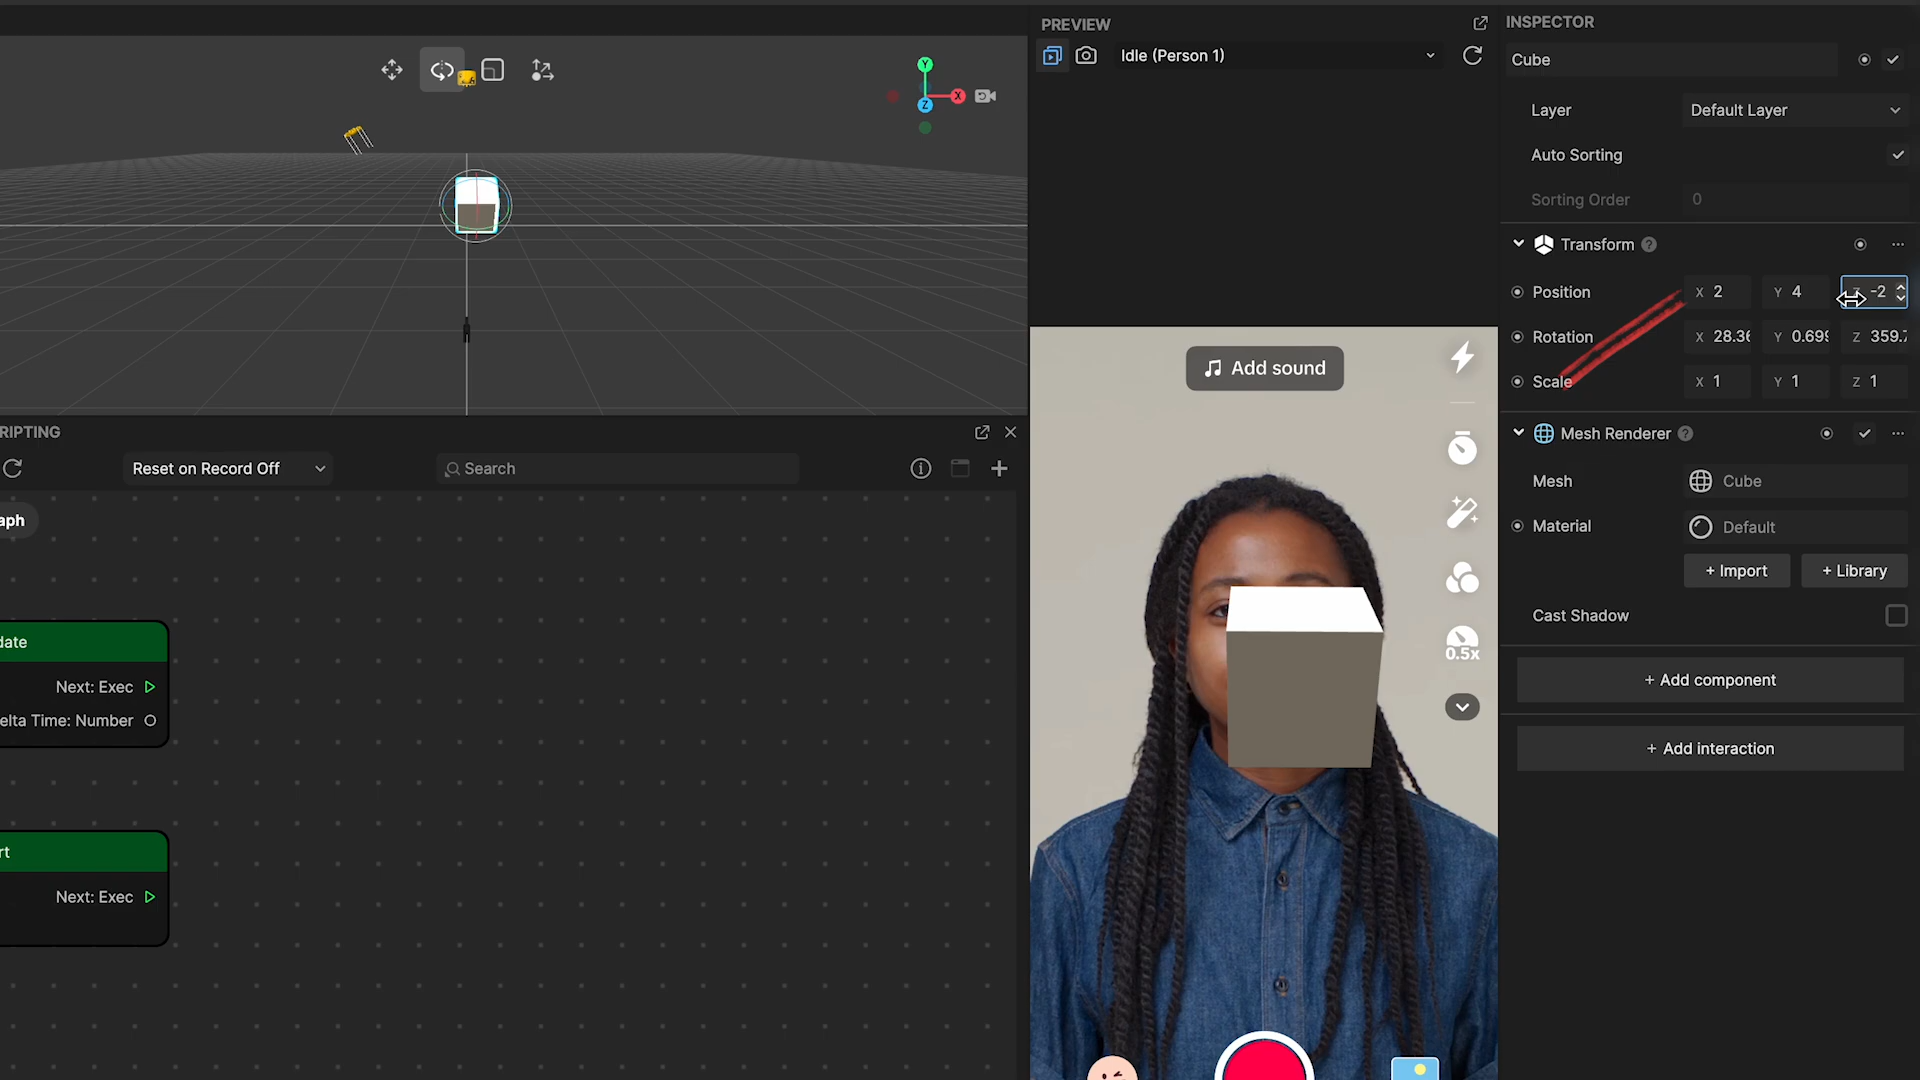 PREVIEW
Idle (Person 1)
Y
X
Z
Add sound
0.5x
INSPECTOR
Cube
Layer
Default Layer
Auto Sorting
Sorting Order
0
Transform ?
Position
X 2
Y 4
Z -2
Rotation
X 28.36
Y 0.699
Z 359.7
Scale
X 1
Y 1
Z 1
Mesh Renderer ?
Mesh
Cube
Material
Default
+ Import
+ Library
Cast Shadow
+ Add component
+ Add interaction
RIPTING
Reset on Record Off
Search
aph
date
Next: Exec
elta Time: Number
rt
Next: Exec